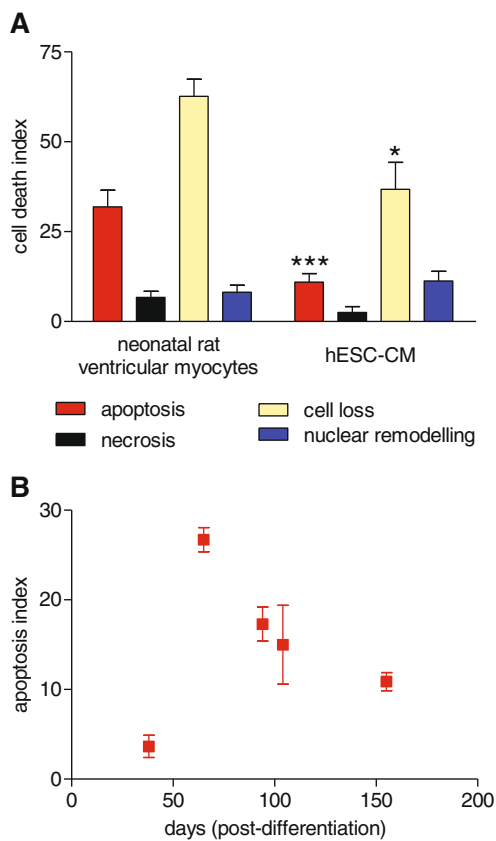 A
75
50
25
0
cell death index
***
*
neonatal rat
ventricular myocytes
hESC-CM
apoptosis
necrosis
cell loss
nuclear remodelling
B
30
20
10
0
apoptosis index
0 50 100 150 200
days (post-differentiation)